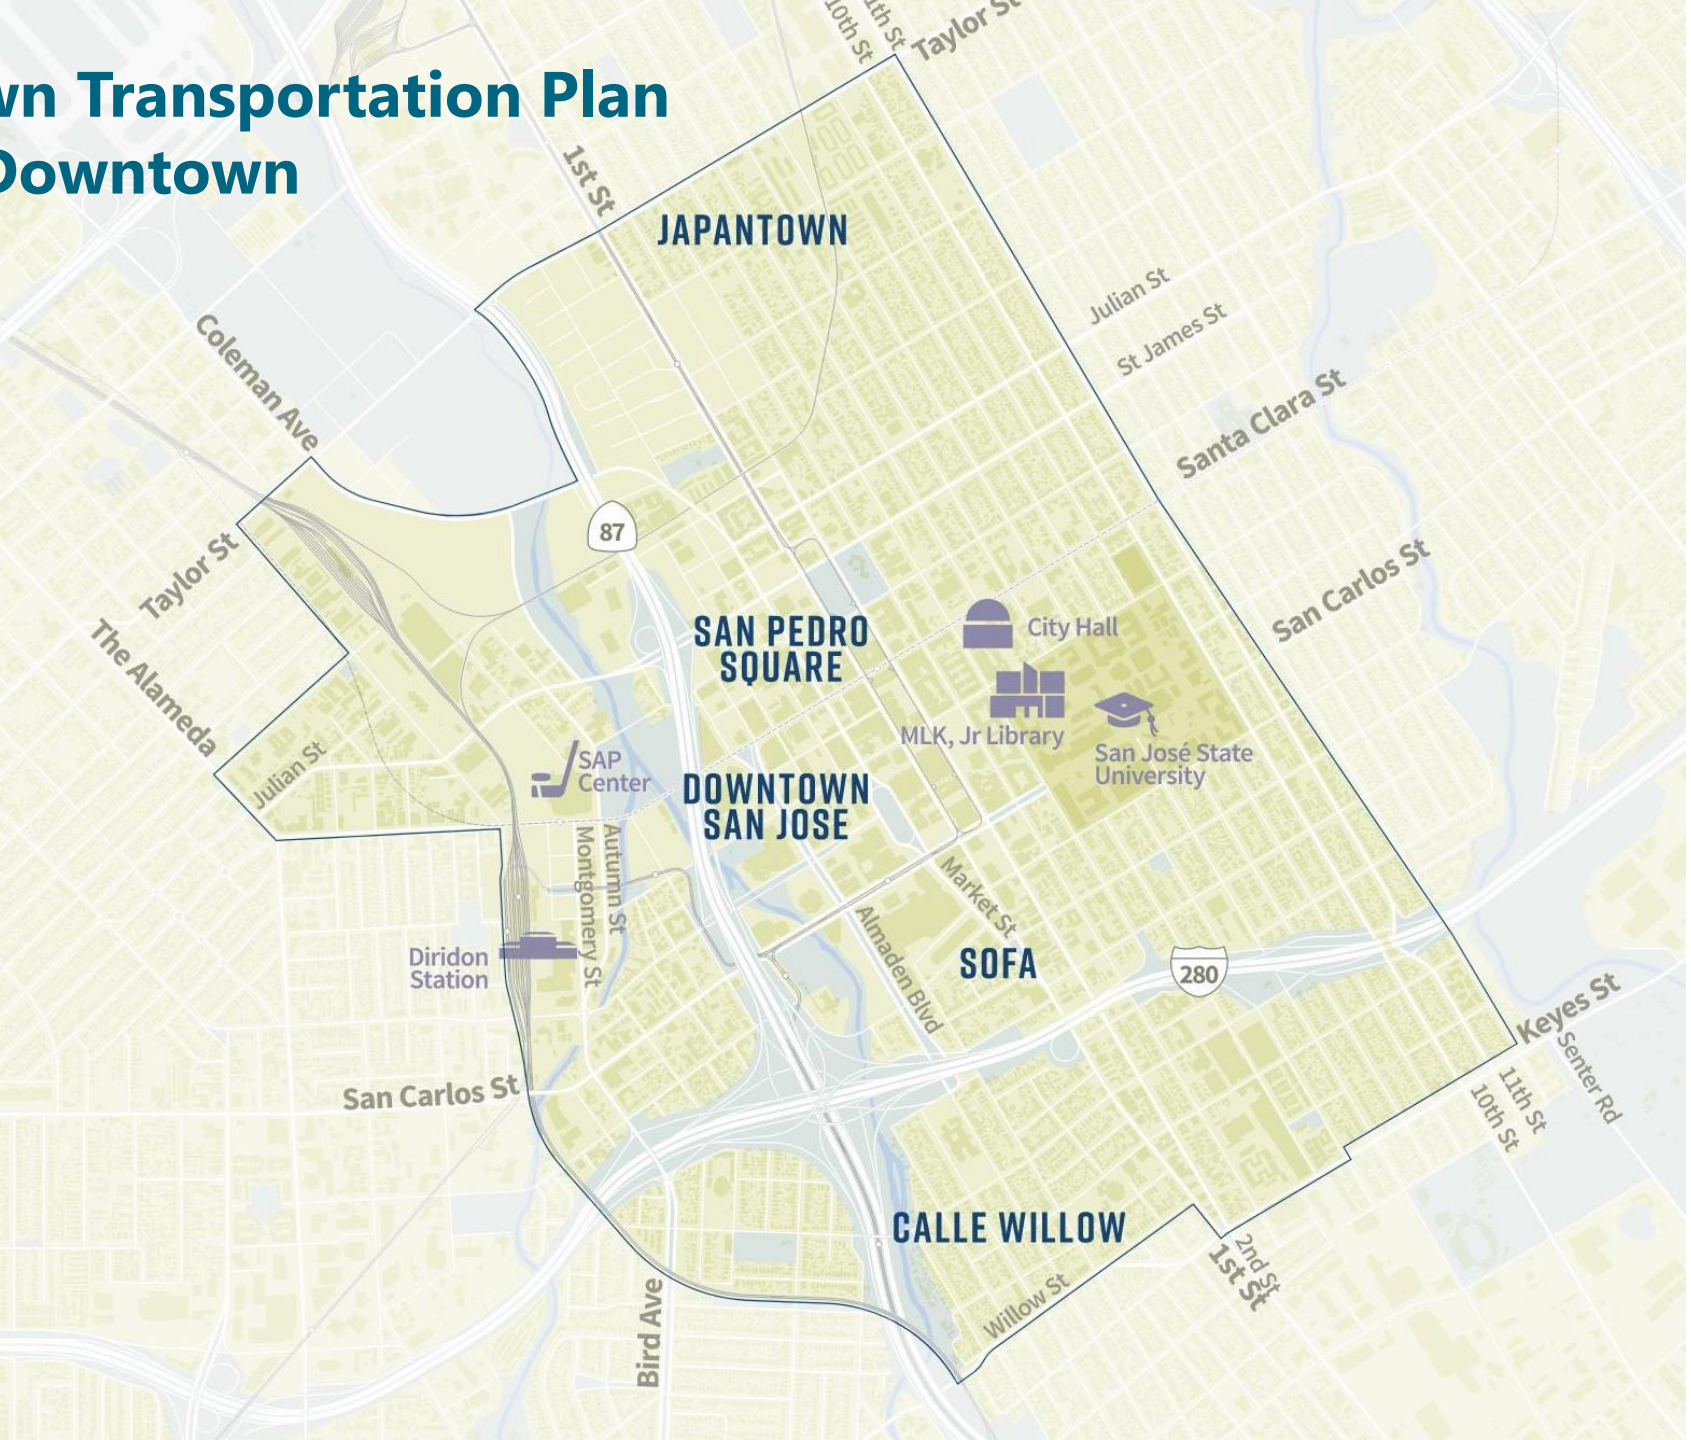 wn Transportation Plan
Downtown
10th St
11th St
Taylor St
1st St
JAPANTOWN
Julian St
St James St
Santa Clara St
San Carlos St
Coleman Ave
Taylor St
The Alameda
Julian St
87
SAN PEDRO
SQUARE
City Hall
MLK, Jr Library
San José State
University
SAP
Center
DOWNTOWN
SAN JOSE
Autumn St
Montgomery St
Market St
Almaden Blvd
SOFA
280
Diridon
Station
San Carlos St
Keyes St
Senter Rd
11th St
10th St
CALLE WILLOW
Willow St
2nd St
1st St
Bird Ave